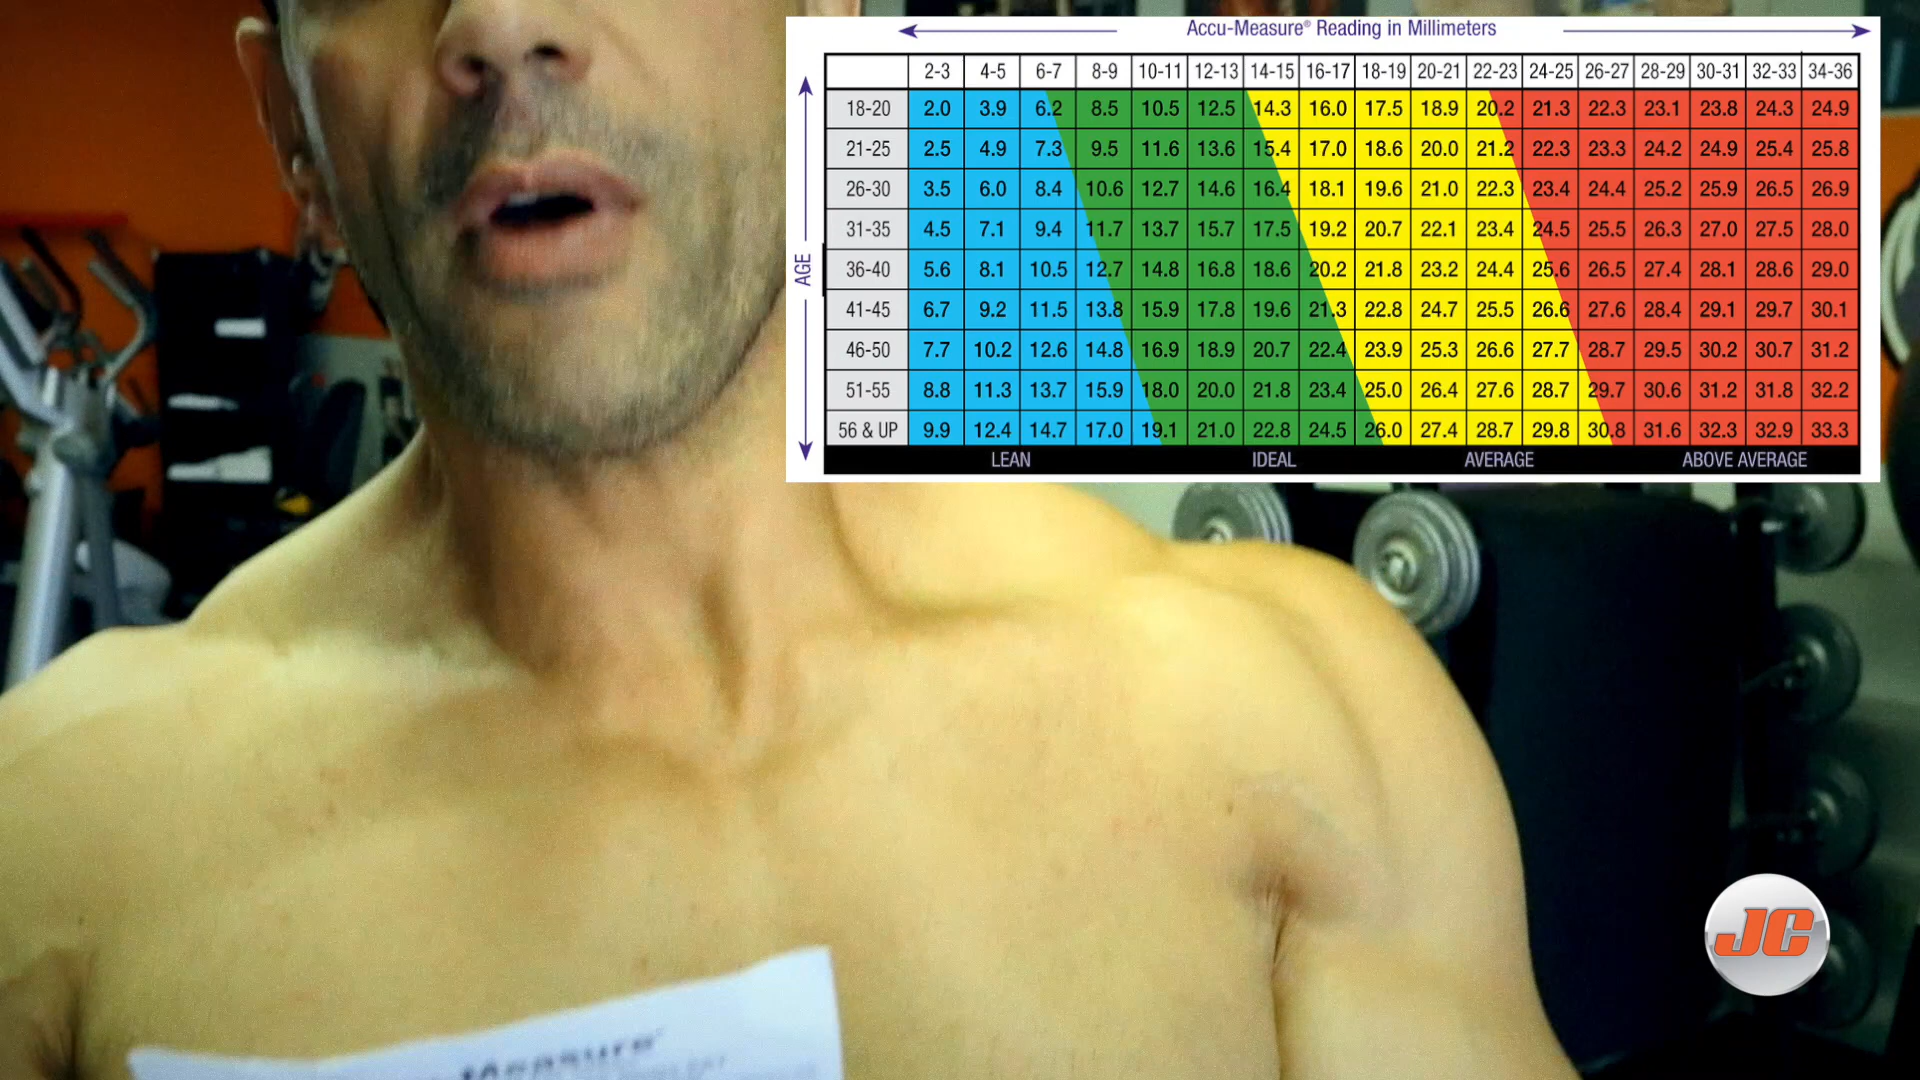 Accu-Measure® Reading in Millimeters
2-3 4-5 6-7 8-9 10-11 12-13 14-15 16-17 18-19 20-21 22-23 24-25 26-27 28-29 30-31 32-33 34-36
18-20 2.0 3.9 6.2 8.5 10.5 12.5 14.3 16.0 17.5 18.9 20.2 21.3 22.3 23.1 23.8 24.3 24.9
21-25 2.5 4.9 7.3 9.5 11.6 13.6 15.4 17.0 18.6 20.0 21.2 22.3 23.3 24.2 24.9 25.4 25.8
26-30 3.5 6.0 8.4 10.6 12.7 14.6 16.4 18.1 19.6 21.0 22.3 23.4 24.4 25.2 25.9 26.5 26.9
31-35 4.5 7.1 9.4 11.7 13.7 15.7 17.5 19.2 20.7 22.1 23.4 24.5 25.5 26.3 27.0 27.5 28.0
AGE
36-40 5.6 8.1 10.5 12.7 14.8 16.8 18.6 20.2 21.8 23.2 24.4 25.6 26.5 27.4 28.1 28.6 29.0
41-45 6.7 9.2 11.5 13.8 15.9 17.8 19.6 21.3 22.8 24.7 25.5 26.6 27.6 28.4 29.1 29.7 30.1
46-50 7.7 10.2 12.6 14.8 16.9 18.9 20.7 22.4 23.9 25.3 26.6 27.7 28.7 29.5 30.2 30.7 31.2
51-55 8.8 11.3 13.7 15.9 18.0 20.0 21.8 23.4 25.0 26.4 27.6 28.7 29.7 30.6 31.2 31.8 32.2
56 & UP 9.9 12.4 14.7 17.0 19.1 21.0 22.8 24.5 26.0 27.4 28.7 29.8 30.8 31.6 32.3 32.9 33.3
LEAN IDEAL AVERAGE ABOVE AVERAGE
JC